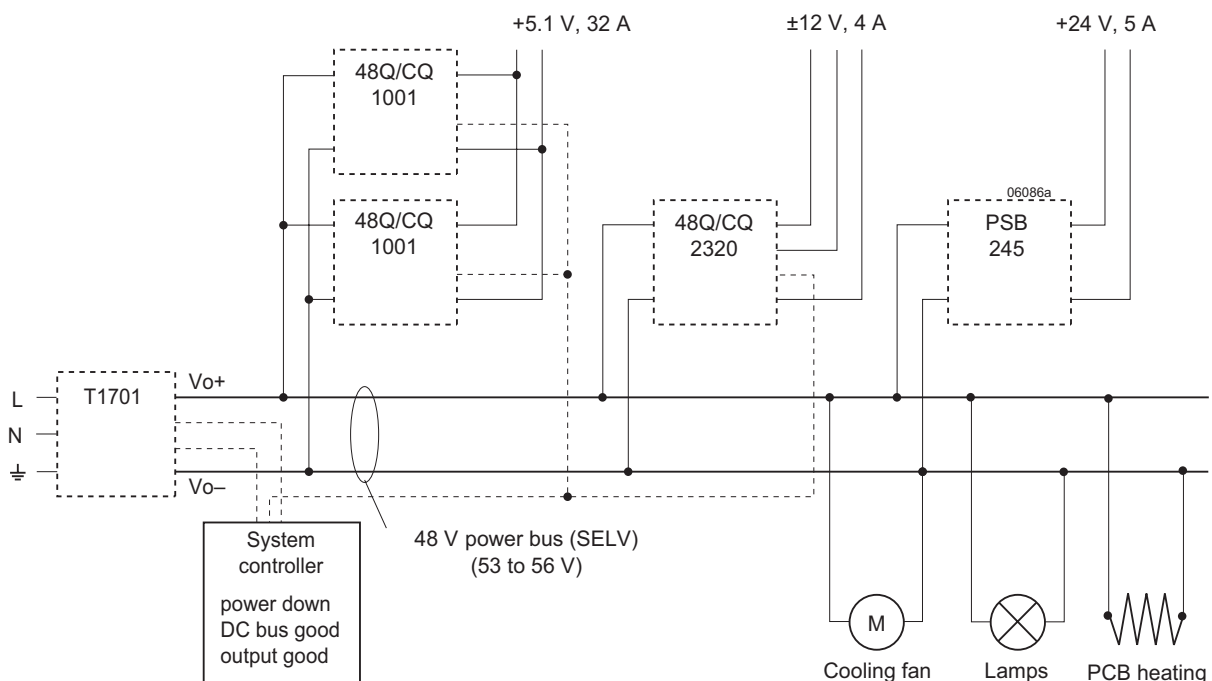 +5.1 V, 32 A
±12 V, 4 A
+24 V, 5 A
48Q/CQ
1001
48Q/CQ
1001
48Q/CQ
2320
06086a
PSB
245
L
N
T1701
Vo+
Vo–
48 V power bus (SELV)
(53 to 56 V)
System
controller
power down
DC bus good
output good
M
Cooling fan
Lamps
PCB heating